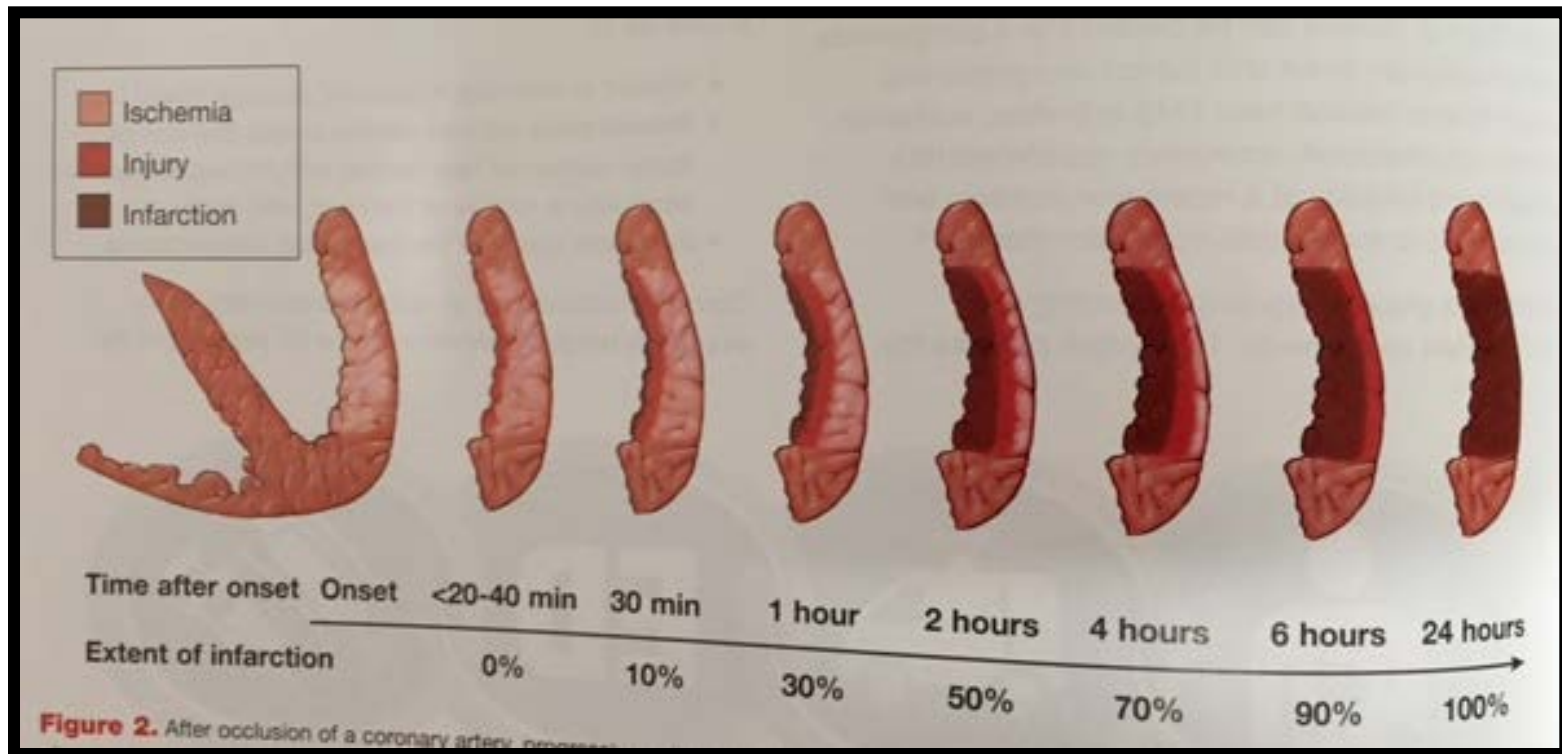 Ischemia
Injury
Infarction
Time after onset Onset <20-40 min 30 min 1 hour 2 hours 4 hours 6 hours 24 hours
Extent of infarction 0% 10% 30% 50% 70% 90% 100%
Figure 2. After occlusion of a coronary artery,